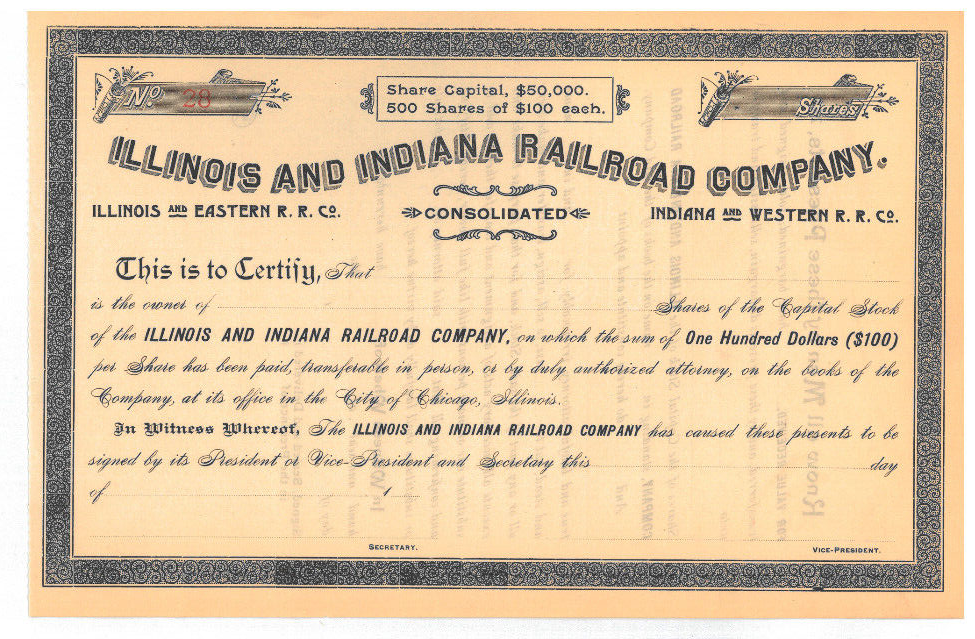 No. 28
Share Capital, $50,000.
500 Shares of $100 each.
Shares
ILLINOIS AND INDIANA RAILROAD COMPANY.
ILLINOIS AND EASTERN R. R. Co.
CONSOLIDATED
INDIANA AND WESTERN R. R. Co.
This is to Certify, That
is the owner of Shares of the Capital Stock
of the ILLINOIS AND INDIANA RAILROAD COMPANY, on which the sum of One Hundred Dollars ($100)
per Share has been paid, transferable in person, or by duly authorized attorney, on the books of the
Company, at its office in the City of Chicago, Illinois.
In Witness Whereof, The ILLINOIS AND INDIANA RAILROAD COMPANY has caused these presents to be
signed by its President or Vice-President and Secretary this day
of 1
SECRETARY.
VICE-PRESIDENT.